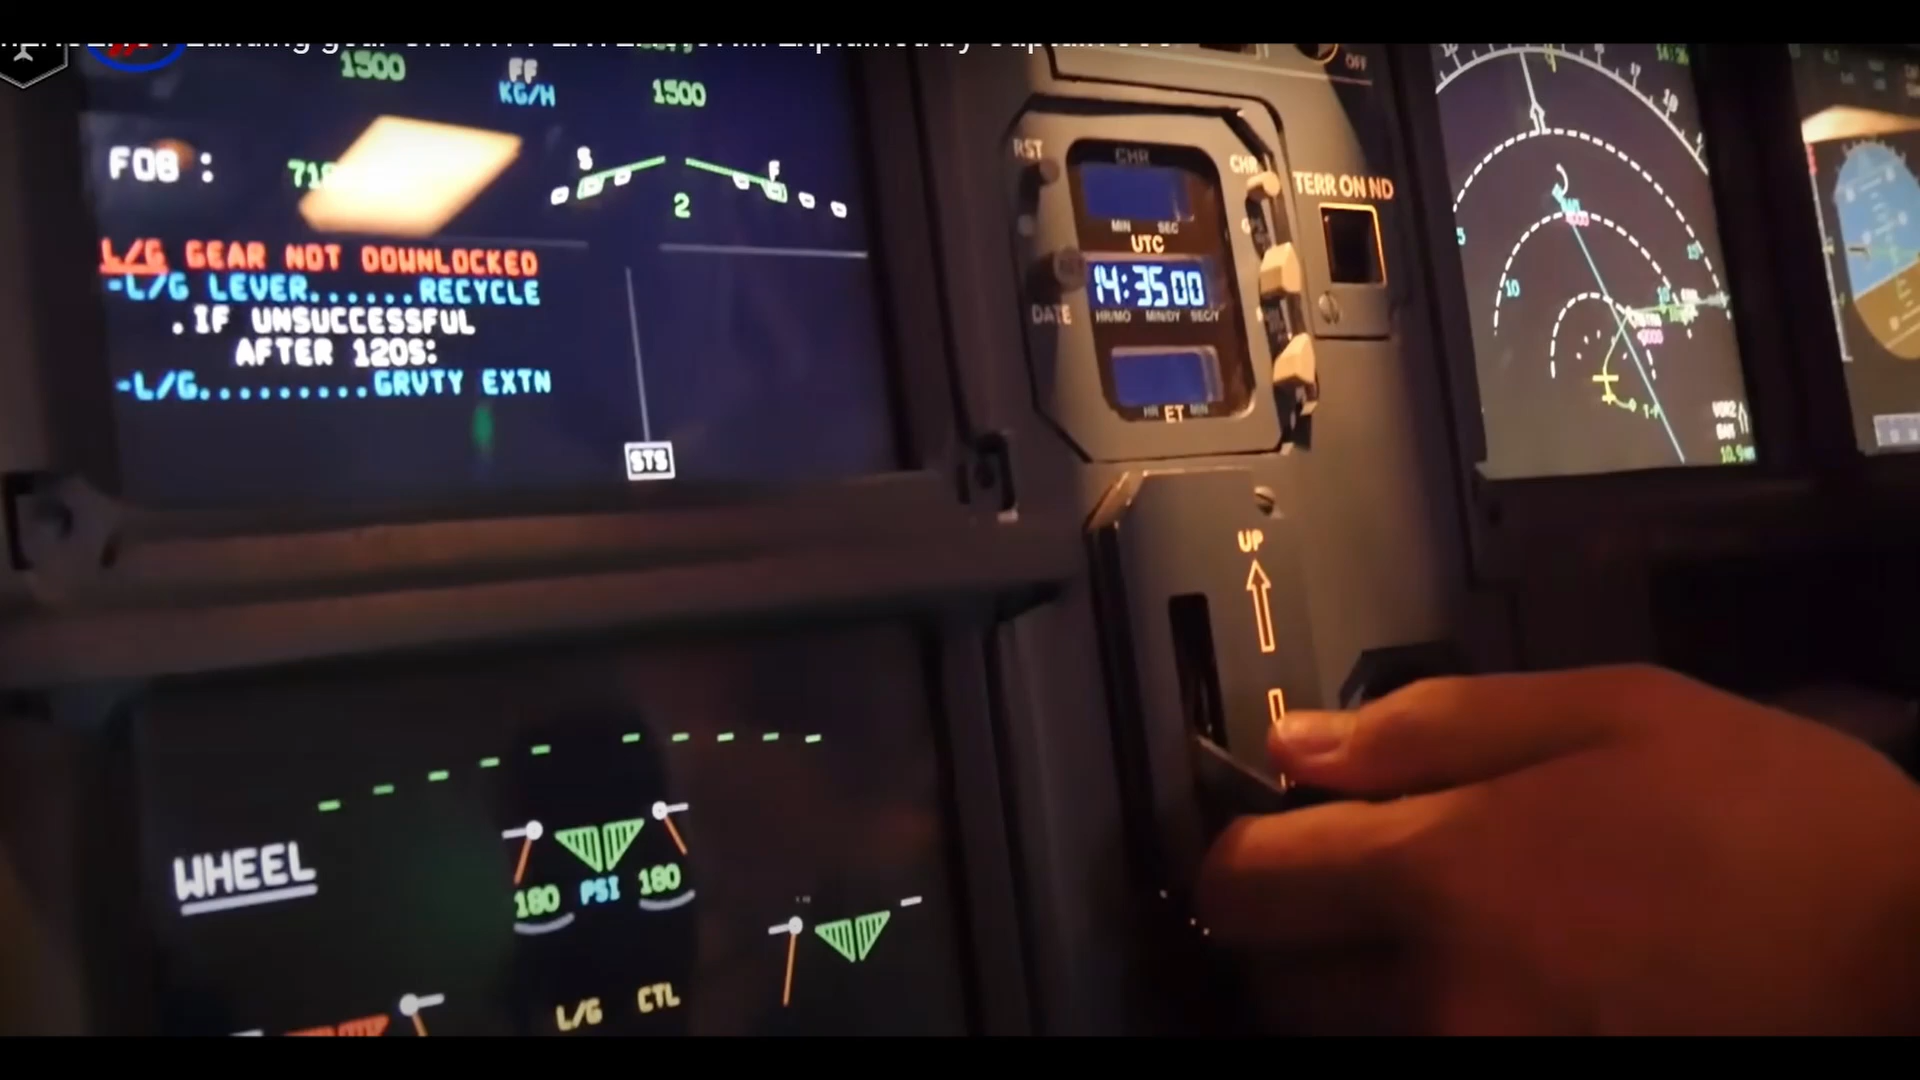 1500
FF
KG/H
1500
FOB :
S
F
2
L/G GEAR NOT DOWNLOCKED
-L/G LEVER......RECYCLE
.IF UNSUCCESSFUL
AFTER 120S:
-L/G.........GRVTY EXTN
STS
OFF
RST
CHR
CHR
MIN SEC
UTC
14:35 00
HR/MO MIN/DY SEC/Y
DATE
HR ET MIN
TERR ON ND
10
UP
WHEEL
180 PSI 180
L/G CTL